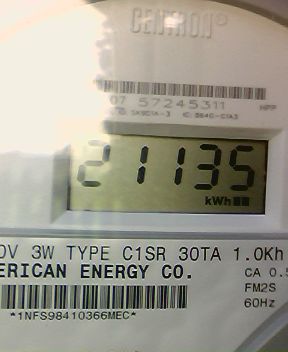 CENTRON®
07 57245311 HPP
21135
kWh
0V 3W TYPE C1SR 30TA 1.0Kh
ERICAN ENERGY CO.
CA 0.5
FM2S
60Hz
*1NFS98410366MEC*